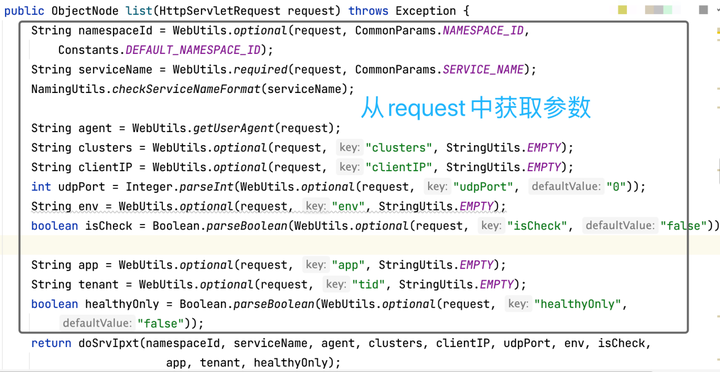 public ObjectNode list(HttpServletRequest request) throws Exception {
String namespaceId = WebUtils.optional(request, CommonParams.NAMESPACE_ID,
Constants.DEFAULT_NAMESPACE_ID);
String serviceName = WebUtils.required(request, CommonParams.SERVICE_NAME);
NamingUtils.checkServiceNameFormat(serviceName);
从request中获取参数
String agent = WebUtils.getUserAgent(request);
String clusters = WebUtils.optional(request, key: "clusters", StringUtils.EMPTY);
String clientIP = WebUtils.optional(request, key: "clientIP", StringUtils.EMPTY);
int udpPort = Integer.parseInt(WebUtils.optional(request, key: "udpPort", defaultValue: "0"));
String env = WebUtils.optional(request, key: "env", StringUtils.EMPTY);
boolean isCheck = Boolean.parseBoolean(WebUtils.optional(request, key: "isCheck", defaultValue: "false"))
String app = WebUtils.optional(request, key: "app", StringUtils.EMPTY);
String tenant = WebUtils.optional(request, key: "tid", StringUtils.EMPTY);
boolean healthyOnly = Boolean.parseBoolean(WebUtils.optional(request, key: "healthyOnly",
defaultValue: "false"));
return doSrvIpxt(namespaceId, serviceName, agent, clusters, clientIP, udpPort, env, isCheck,
app, tenant, healthyOnly);